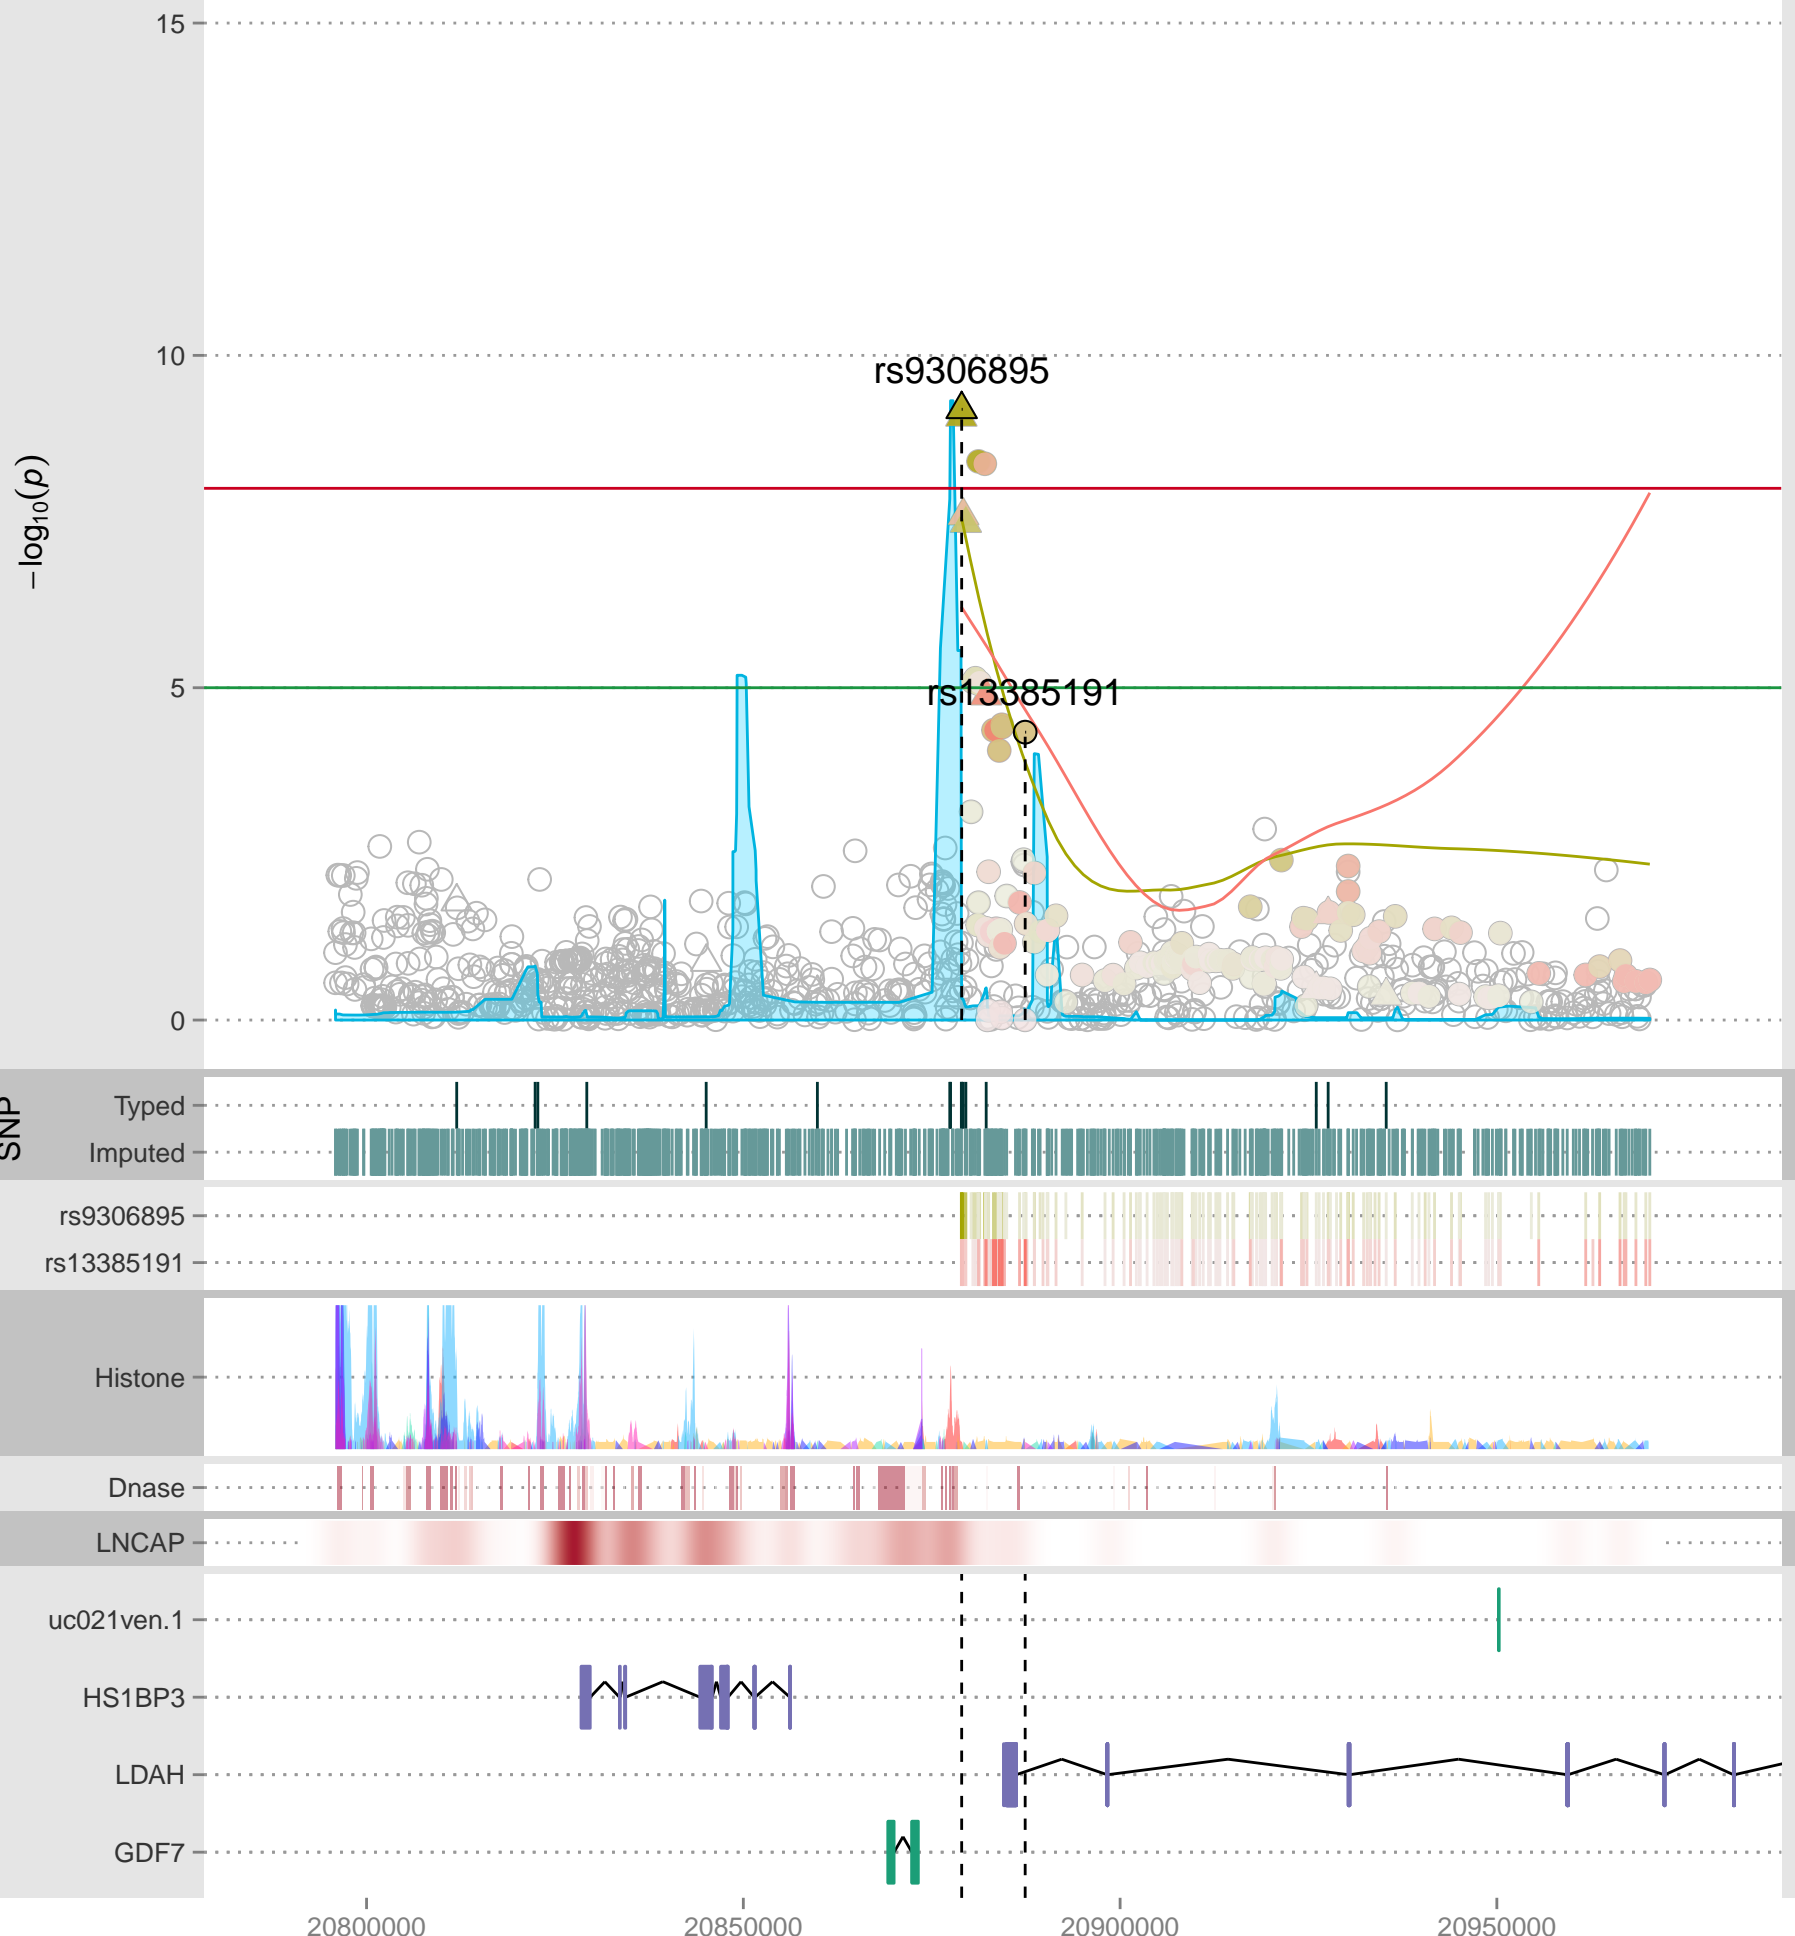 15
10
5
0
−log10(p)
rs9306895
rs13385191
SNP
Typed
Imputed
rs9306895
rs13385191
Histone
Dnase
LNCAP
uc021ven.1
HS1BP3
LDAH
GDF7
20800000 20850000 20900000 20950000